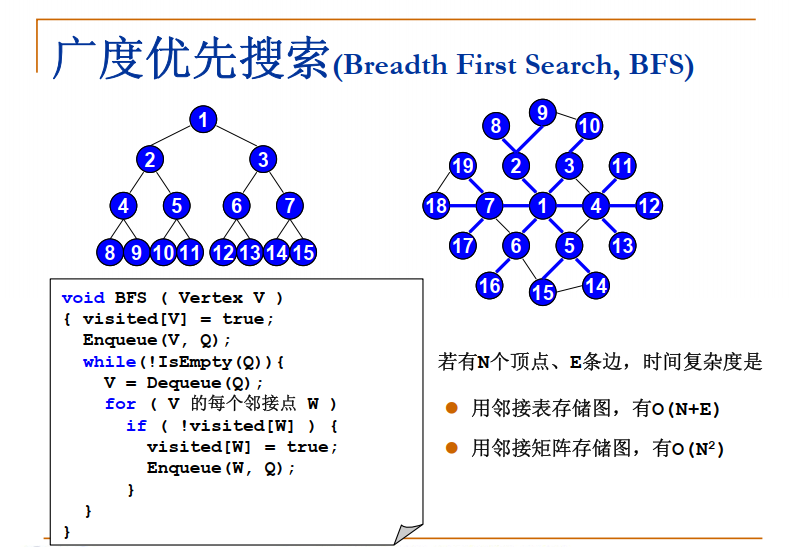 广度优先搜索(Breadth First Search, BFS)
1
2 3
4 5 6 7
8 9 10 11 12 13 14 15
9
8 10
19 2 3 11
18 7 1 4 12
17 6 5 13
16 15 14
void BFS ( Vertex V )
{ visited[V] = true;
Enqueue(V, Q);
while(!IsEmpty(Q)){
V = Dequeue(Q);
for ( V 的每个邻接点 W )
if ( !visited[W] ) {
visited[W] = true;
Enqueue(W, Q);
}
}
}
若有N个顶点、E条边，时间复杂度是
用邻接表存储图，有O(N+E)
用邻接矩阵存储图，有O(N²)